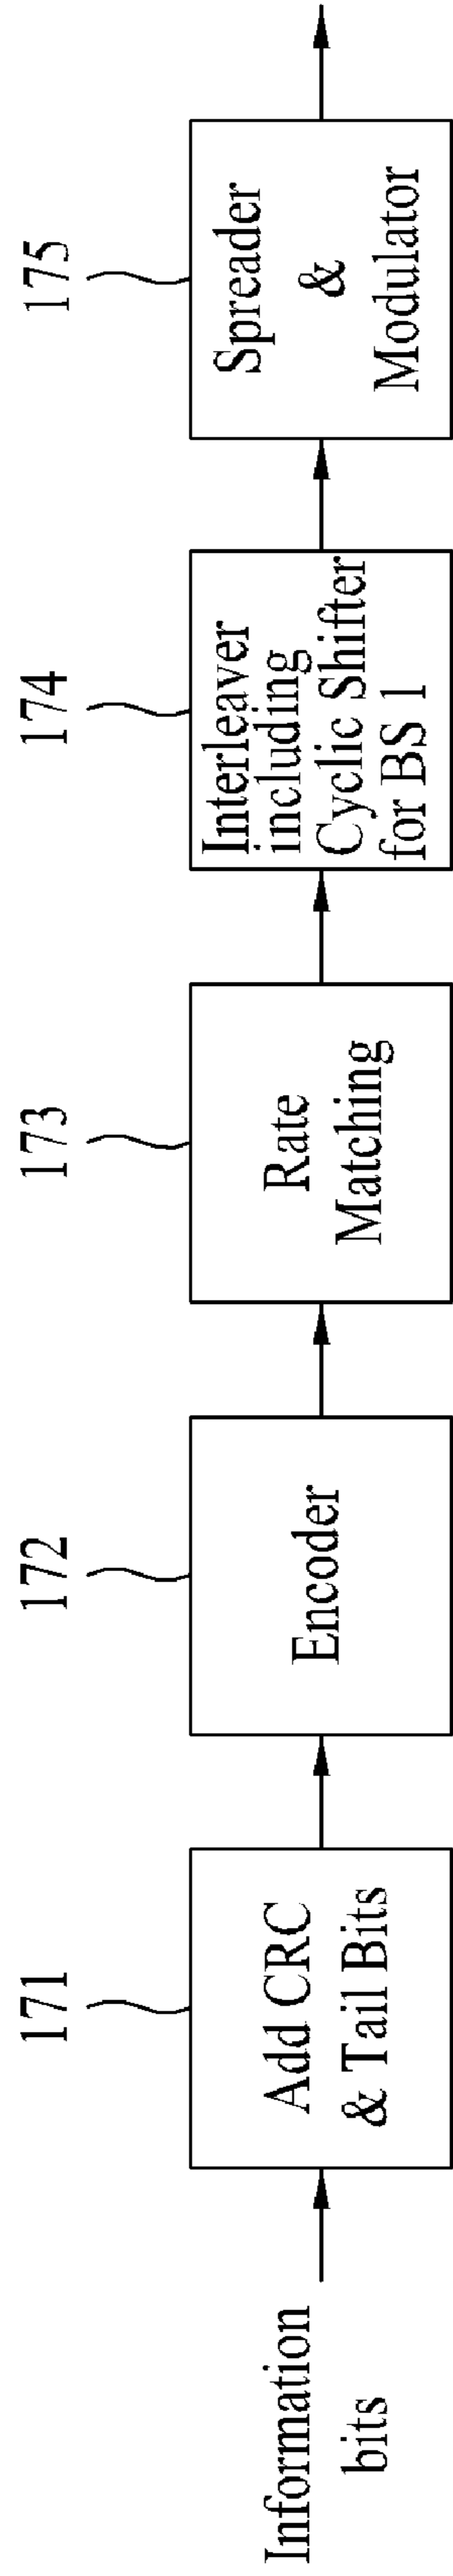 171
172
173
174
175
Information
bits
Add CRC
& Tail Bits
Encoder
Rate
Matching
Interleaver
including
Cyclic Shifter
for BS 1
Spreader
&
Modulator